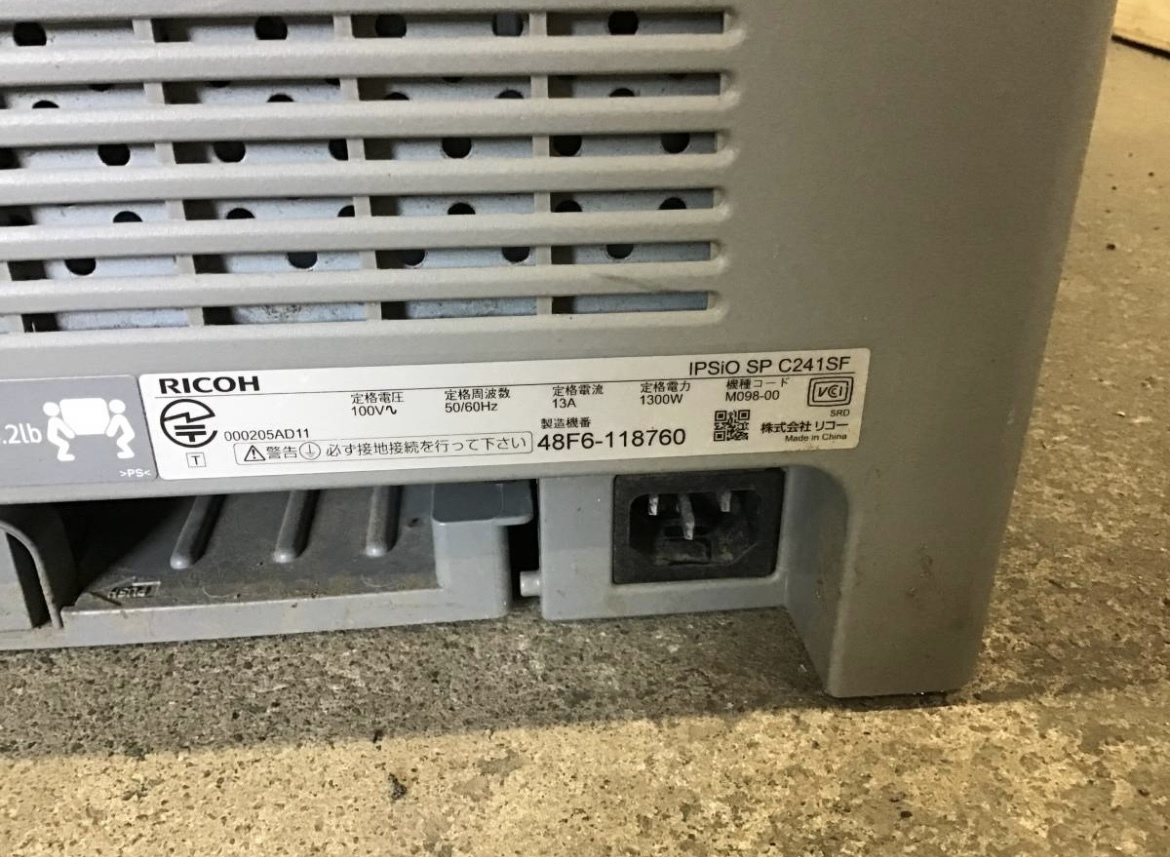 RICOH
IPSiO SP C241SF
定格電圧
100V∿
定格周波数
50/60Hz
定格電流
13A
定格電力
1300W
機種コード
M098-00
VCI
SRD
000205AD11
T
警告 必ず接地接続を行って下さい
製造機番
48F6-118760
株式会社 リコー
Made in China
.2lb
>PS<